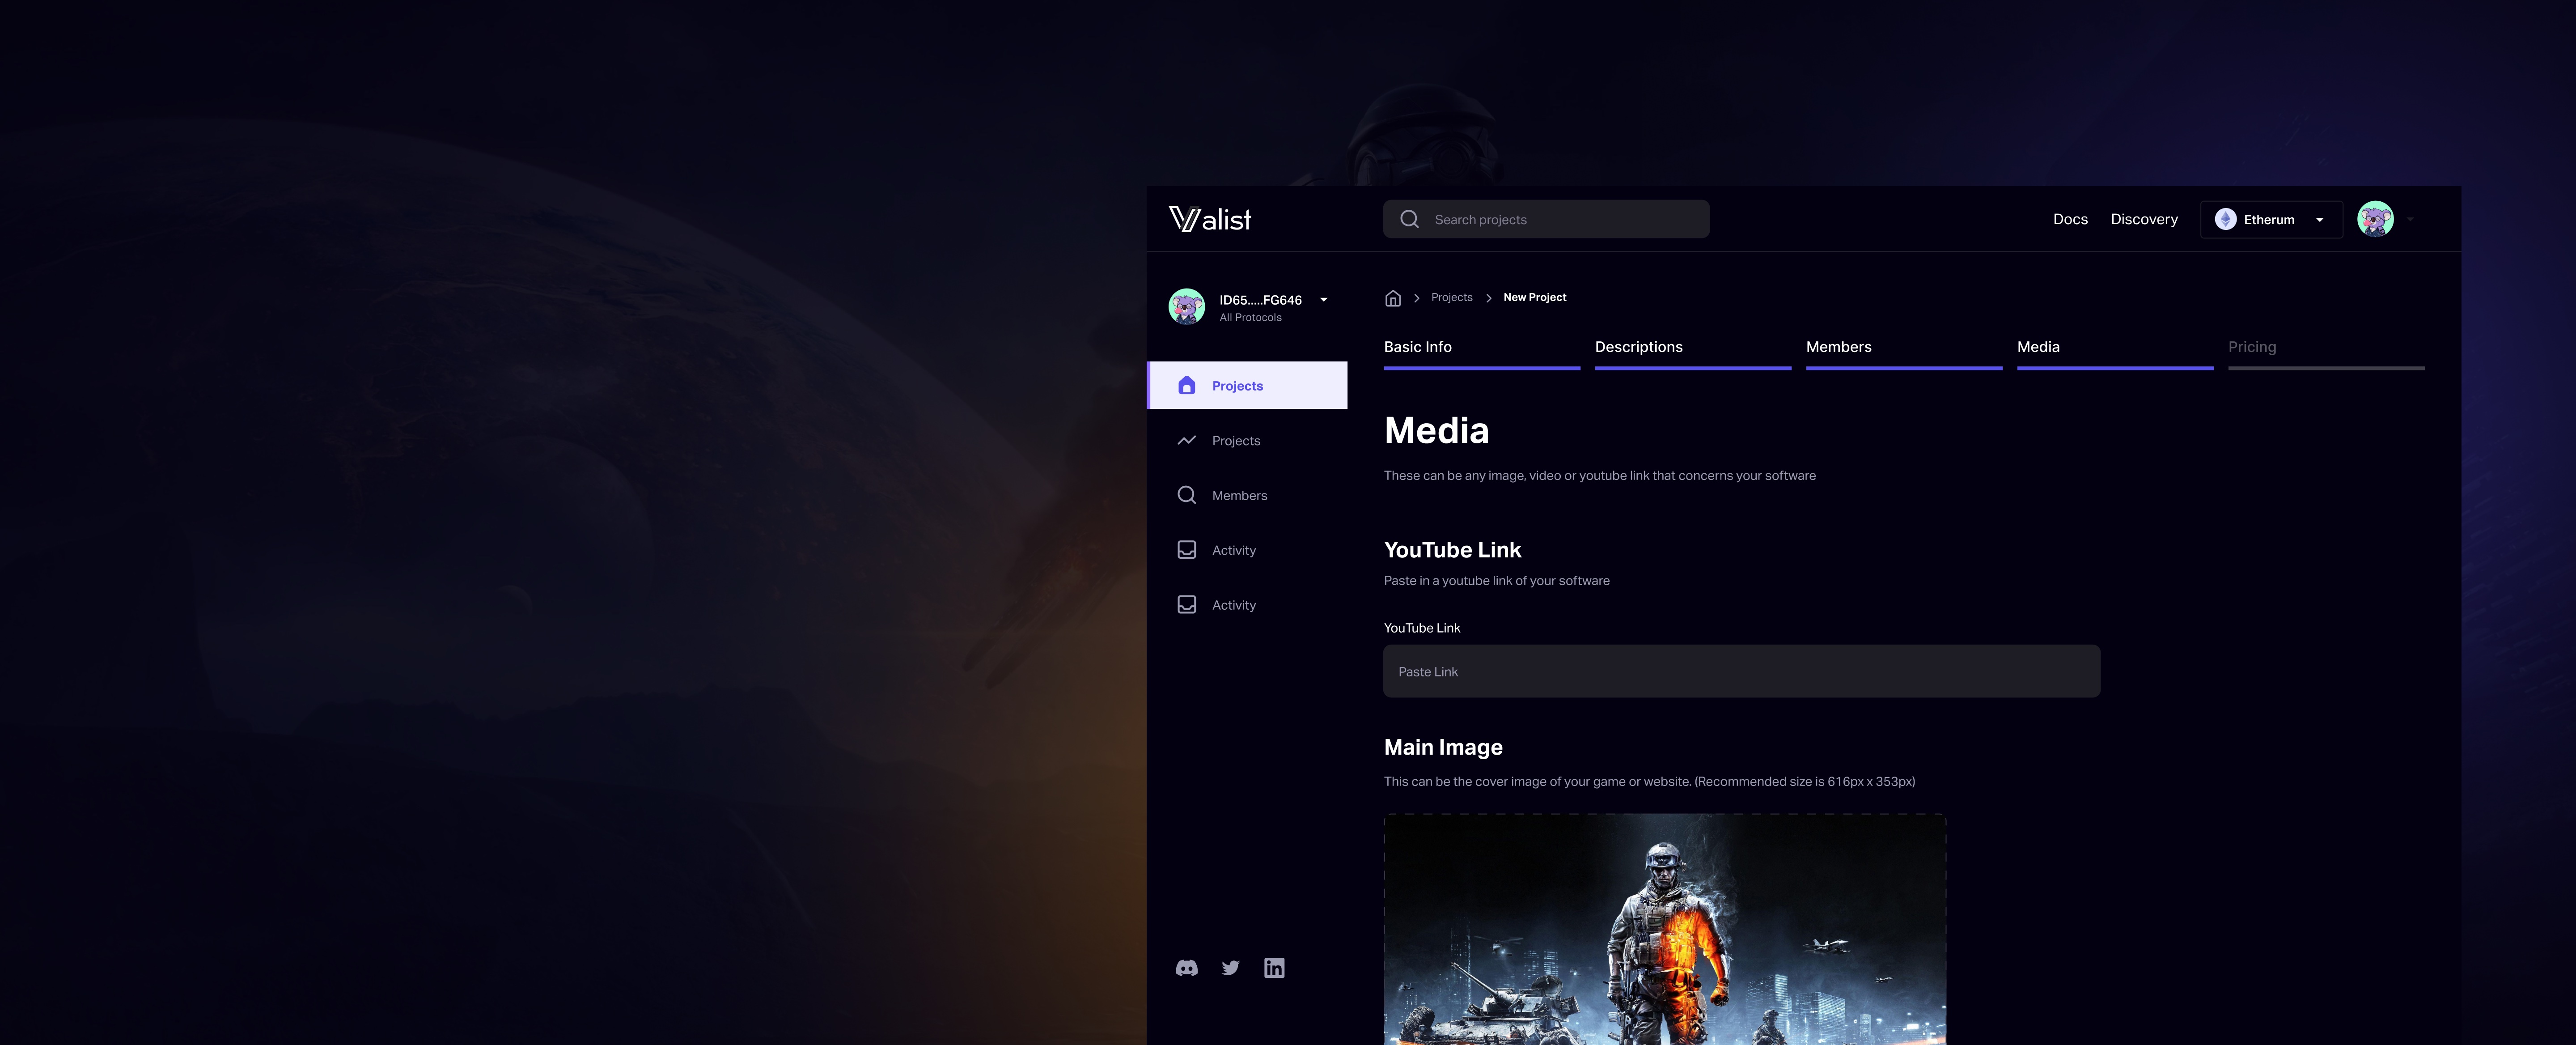 Valist
Search projects
Docs
Discovery
Etherum
ID65.....FG646
All Protocols
Projects
Projects
Members
Activity
Activity
Projects
New Project
Basic Info
Descriptions
Members
Media
Pricing
Media
These can be any image, video or youtube link that concerns your software
YouTube Link
Paste in a youtube link of your software
YouTube Link
Paste Link
Main Image
This can be the cover image of your game or website. (Recommended size is 616px x 353px)
in